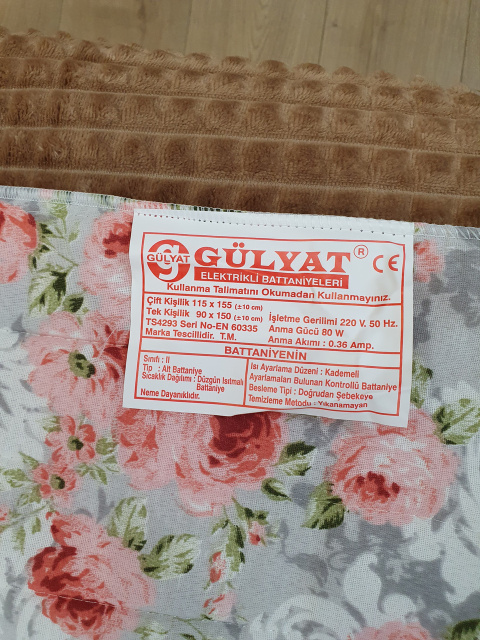 GÜLYAT
GÜLYAT ®
ELEKTRİKLİ BATTANİYELERİ
CE
Kullanma Talimatını Okumadan Kullanmayınız.
Çift Kişilik 115 x 155 (±10 cm)
Tek Kişilik 90 x 150 (±10 cm)
TS4293 Seri No-EN 60335
Marka Tescillidir. T.M.
İşletme Gerilimi 220 V. 50 Hz.
Anma Gücü 80 W
Anma Akımı : 0.36 Amp.
BATTANİYENİN
Sınıfı : II
Tip : Alt Battaniye
Sıcaklık Dağılımı : Düzgün Isıtmalı
Battaniye
Neme Dayanıklıdır.
Isı Ayarlama Düzeni : Kademeli
Ayarlamaları Bulunan Kontrollü Battaniye
Besleme Tipi : Doğrudan Şebekeye
Temizleme Metodu : Yıkanamayan